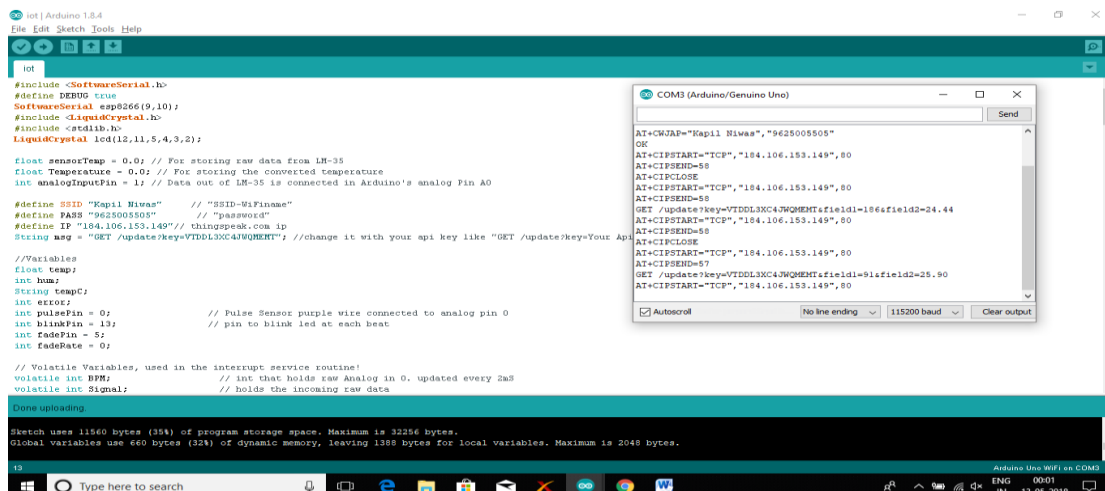 iot | Arduino 1.8.4
File Edit Sketch Tools Help
iot
#include <SoftwareSerial.h>
#define DEBUG true
SoftwareSerial esp8266(9,10);
#include <LiquidCrystal.h>
#include <stdlib.h>
LiquidCrystal lcd(12,11,5,4,3,2);
float sensorTemp = 0.0; // For storing raw data from LM-35
float Temperature = 0.0; // For storing the converted temperature
int analogInputPin = 1; // Data out of LM-35 is connected in Arduino's analog Pin A0
#define SSID "Kapil Niwas" // "SSID-WiFiname"
#define PASS "9625005505" // "password"
#define IP "184.106.153.149"// thingspeak.com ip
String msg = "GET /update?key=VTDDL3XC4JWQMEMT"; //change it with your api key like "GET /update?key=Your Api
//Variables
float temp;
int hum;
String tempC;
int error;
int pulsePin = 0; // Pulse Sensor purple wire connected to analog pin 0
int blinkPin = 13; // pin to blink led at each beat
int fadePin = 5;
int fadeRate = 0;
// Volatile Variables, used in the interrupt service routine!
volatile int BPM; // int that holds raw Analog in 0. updated every 2mS
volatile int Signal; // holds the incoming raw data
COM3 (Arduino/Genuino Uno)
Send
AT+CWJAP="Kapil Niwas","9625005505"
OK
AT+CIPSTART="TCP","184.106.153.149",80
AT+CIPSEND=58
AT+CIPCLOSE
AT+CIPSTART="TCP","184.106.153.149",80
AT+CIPSEND=58
GET /update?key=VTDDL3XC4JWQMEMT&field1=186&field2=24.44
AT+CIPSTART="TCP","184.106.153.149",80
AT+CIPSEND=58
AT+CIPCLOSE
AT+CIPSTART="TCP","184.106.153.149",80
AT+CIPSEND=57
GET /update?key=VTDDL3XC4JWQMEMT&field1=91&field2=25.90
AT+CIPSTART="TCP","184.106.153.149",80
Autoscroll No line ending 115200 baud Clear output
Done uploading.
Sketch uses 11560 bytes (35%) of program storage space. Maximum is 32256 bytes.
Global variables use 660 bytes (32%) of dynamic memory, leaving 1388 bytes for local variables. Maximum is 2048 bytes.
13 Arduino Uno WiFi on COM3
Type here to search ENG 00:01
IN 13-05-2018